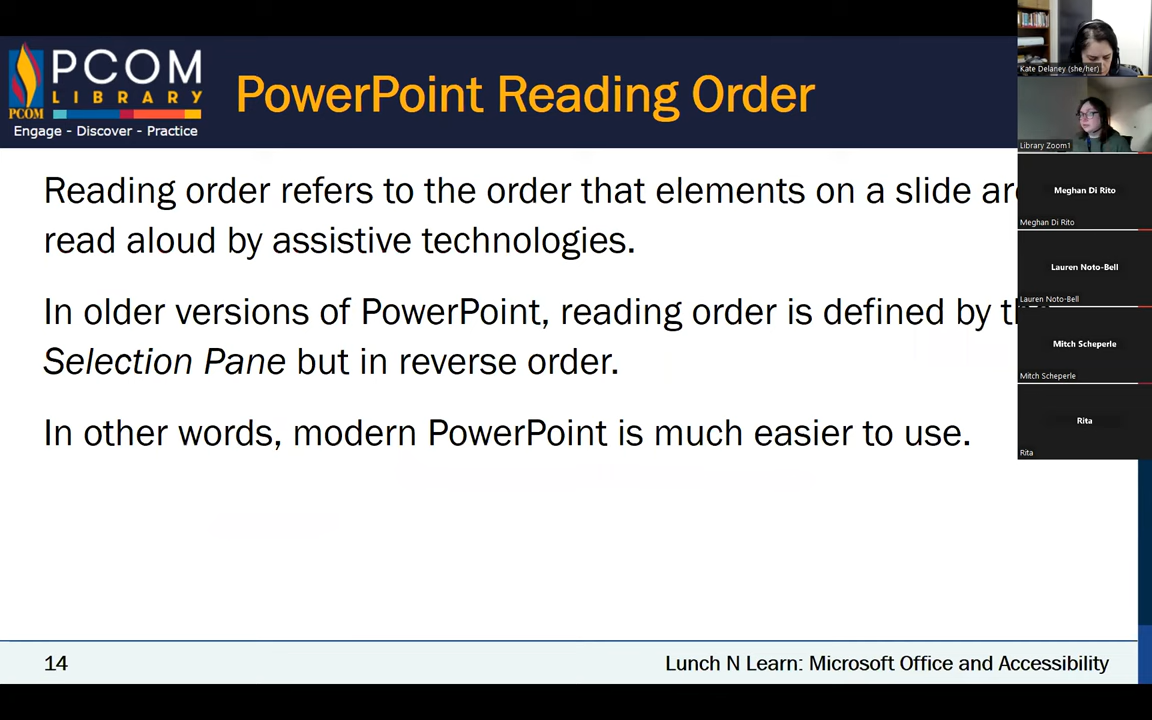 PCOM
LIBRARY
PCOM
Engage - Discover - Practice
PowerPoint Reading Order
Reading order refers to the order that elements on a slide are
read aloud by assistive technologies.
In older versions of PowerPoint, reading order is defined by the
Selection Pane but in reverse order.
In other words, modern PowerPoint is much easier to use.
14
Lunch N Learn: Microsoft Office and Accessibility
Kate Delaney (she/her)
Library Zoom1
Meghan Di Rito
Meghan Di Rito
Lauren Noto-Bell
Lauren Noto-Bell
Mitch Scheperle
Mitch Scheperle
Rita
Rita